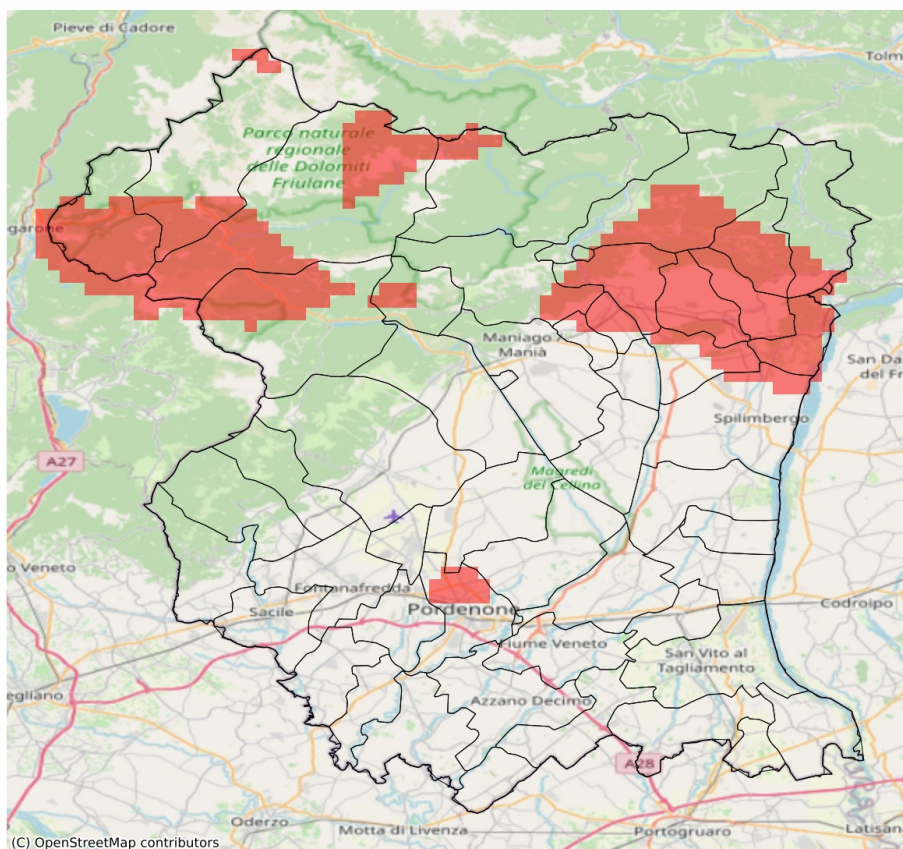 Pieve di Cadore
Tolm
Parco naturale
regionale
delle Dolomiti
Friulane
garone
Maniago
Manià
San Da
del Fr
Spilimbergo
A27
Magredi
del Cellina
o Veneto
Fontanafredda
Sacile
Pordenone
Codroipo
Fiume Veneto
San Vito al
Tagliamento
egliano
Azzano Decimo
A28
Oderzo
Motta di Livenza
Portogruaro
Latisan
(C) OpenStreetMap contributors